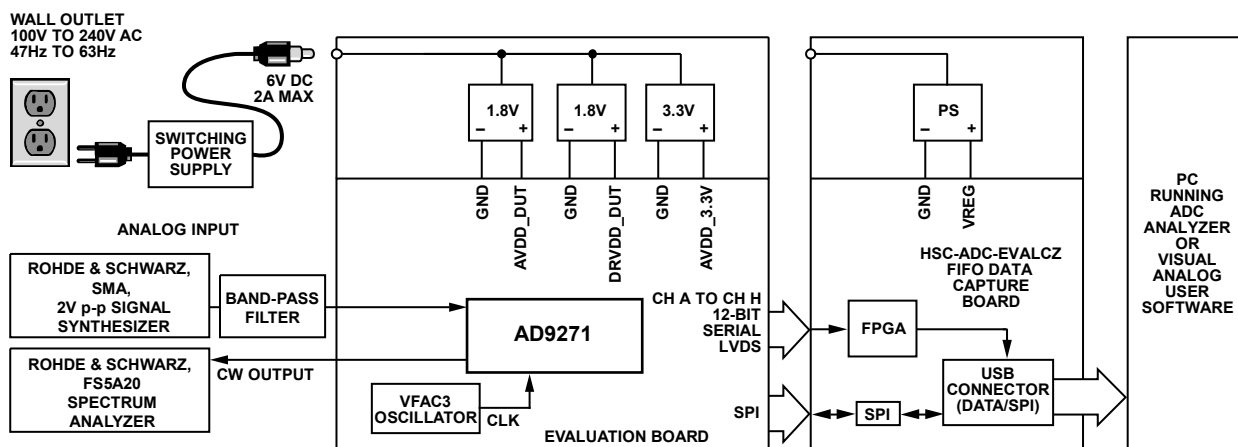 WALL OUTLET
100V TO 240V AC
47Hz TO 63Hz
6V DC
2A MAX
SWITCHING
POWER
SUPPLY
1.8V
– +
1.8V
– +
3.3V
– +
PS
– +
GND
AVDD_DUT
GND
DRVDD_DUT
GND
AVDD_3.3V
GND
VREG
ANALOG INPUT
ROHDE & SCHWARZ,
SMA,
2V p-p SIGNAL
SYNTHESIZER
BAND-PASS
FILTER
ROHDE & SCHWARZ,
FS5A20
SPECTRUM
ANALYZER
CW OUTPUT
AD9271
VFAC3
OSCILLATOR
CLK
EVALUATION BOARD
CH A TO CH H
12-BIT
SERIAL
LVDS
SPI
HSC-ADC-EVALCZ
FIFO DATA
CAPTURE
BOARD
FPGA
SPI
USB
CONNECTOR
(DATA/SPI)
PC
RUNNING
ADC
ANALYZER
OR
VISUAL
ANALOG
USER
SOFTWARE